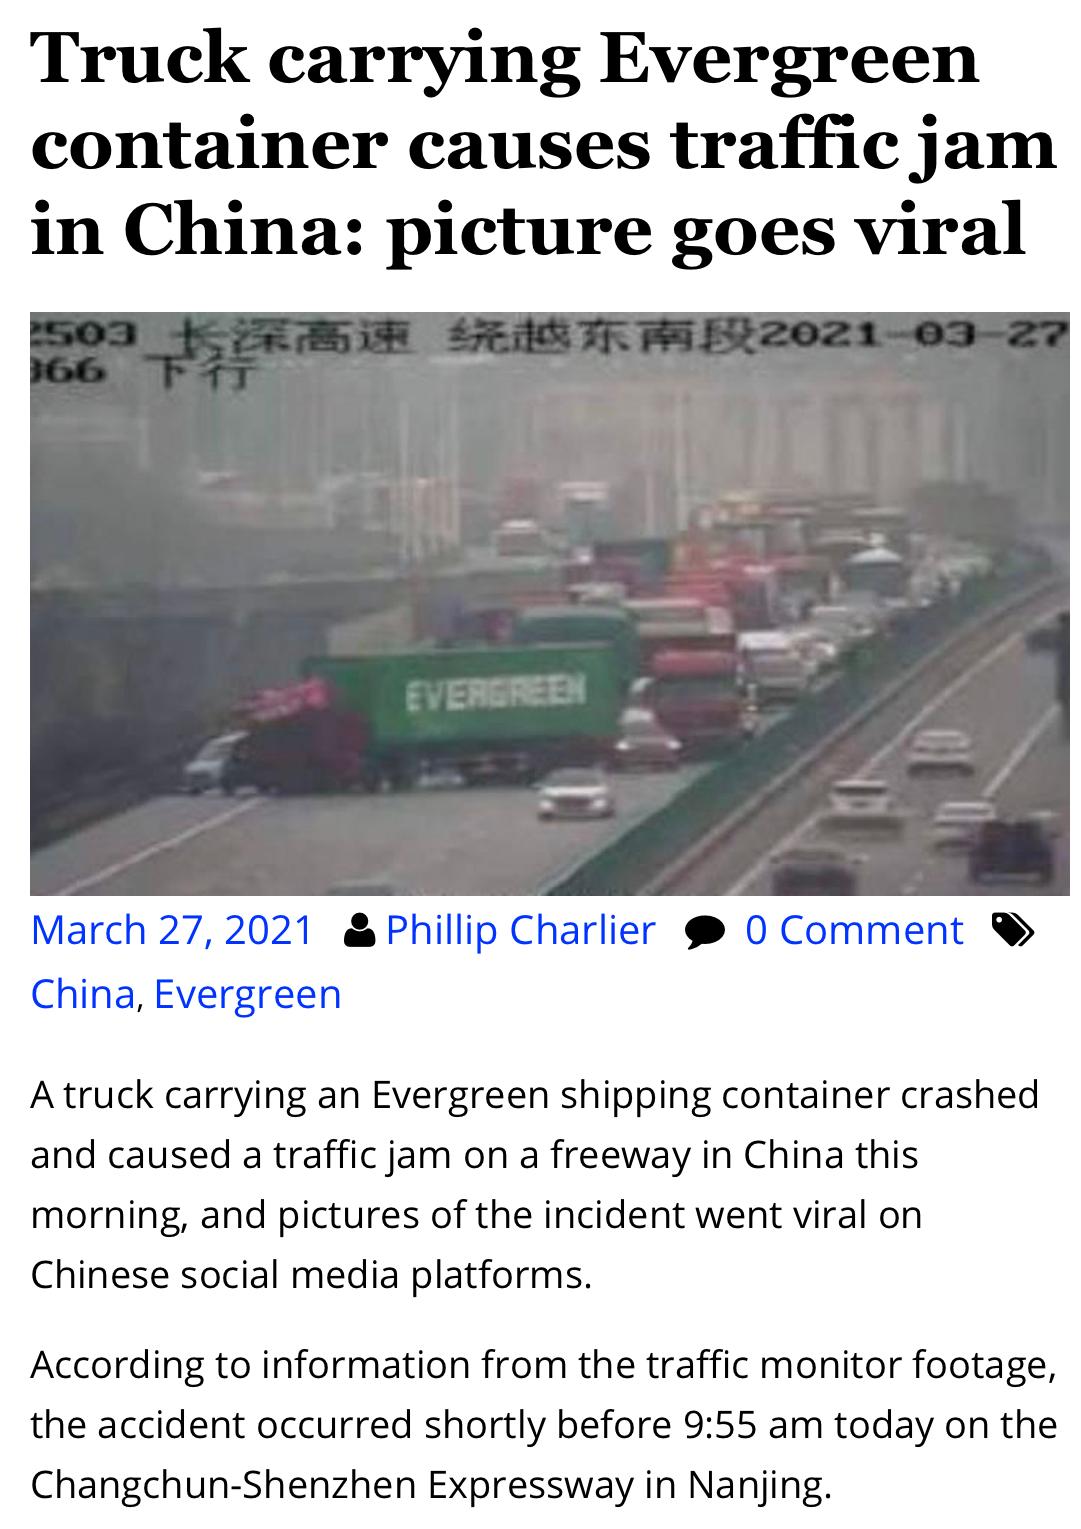 Truck carrying Evergreen
container causes traffic jam
in China: picture goes viral
2503 长深高速 绕越东南段2021-03-27
366 下行
EVERGREEN
March 27, 2021 Phillip Charlier 0 Comment
China, Evergreen
A truck carrying an Evergreen shipping container crashed
and caused a traffic jam on a freeway in China this
morning, and pictures of the incident went viral on
Chinese social media platforms.
According to information from the traffic monitor footage,
the accident occurred shortly before 9:55 am today on the
Changchun-Shenzhen Expressway in Nanjing.